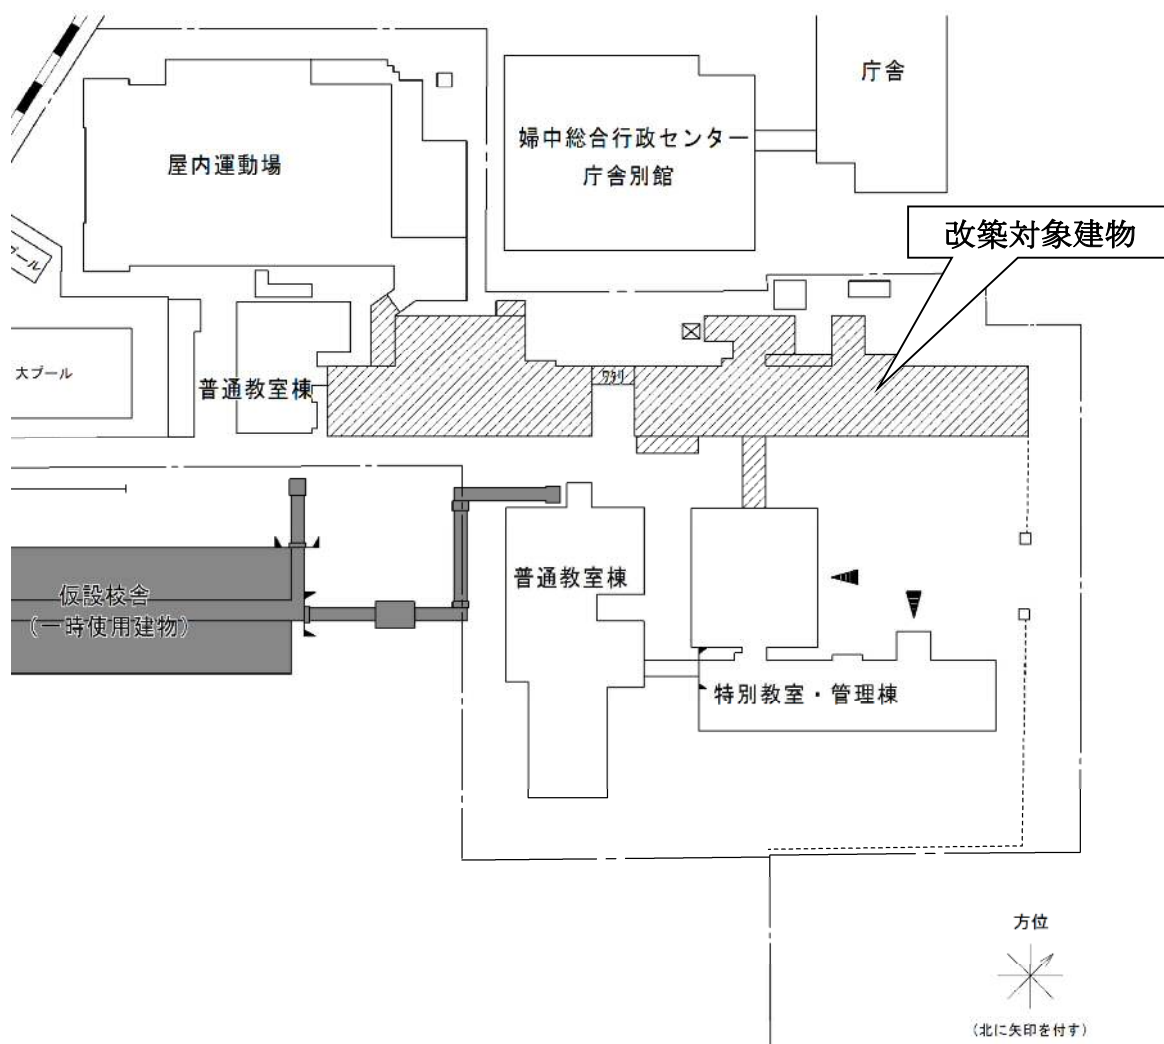 庁舎
婦中総合行政センター
庁舎別館
屋内運動場
改築対象建物
プール
大プール
普通教室棟
ワタリ
普通教室棟
仮設校舎
(一時使用建物)
特別教室・管理棟
方位
(北に矢印を付す)